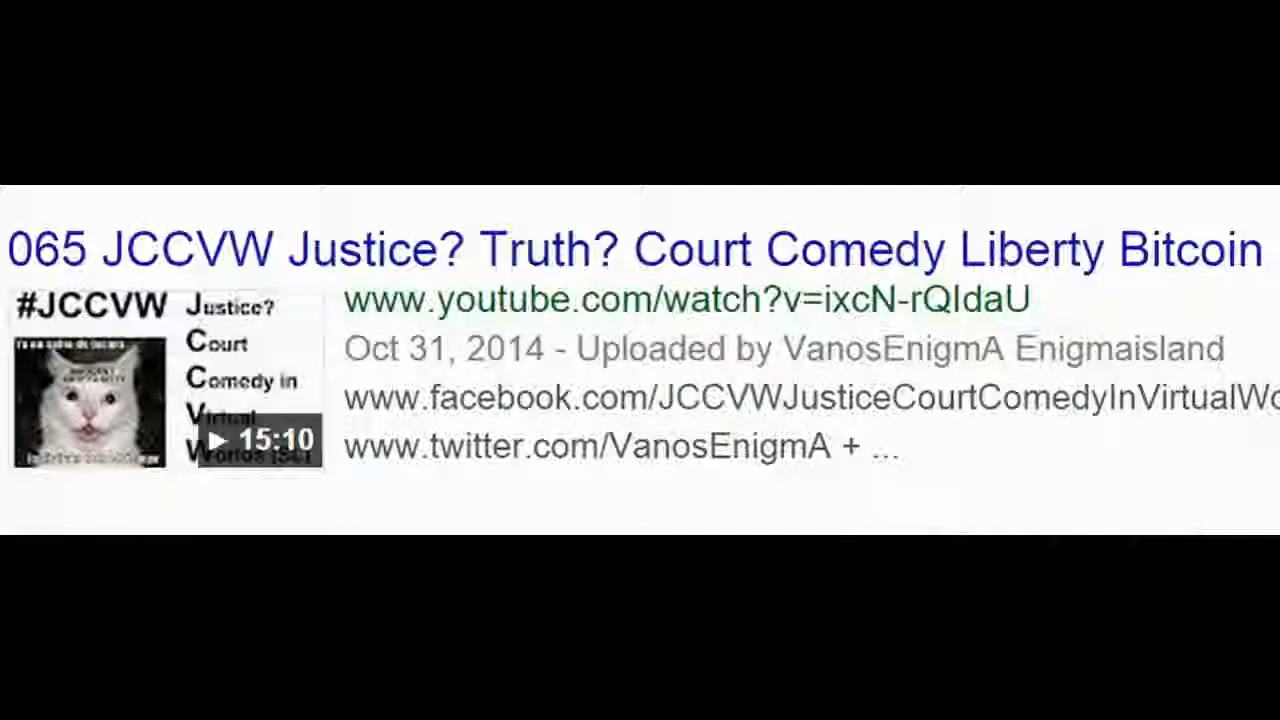 065 JCCVW Justice? Truth? Court Comedy Liberty Bitcoin
#JCCVW
Justice?
Court
Comedy in
Virtual
15:10
www.youtube.com/watch?v=ixcN-rQIdaU
Oct 31, 2014 - Uploaded by VanosEnigmA Enigmaisland
www.facebook.com/JCCVWJusticeCourtComedyInVirtualWo
www.twitter.com/VanosEnigmA + ...